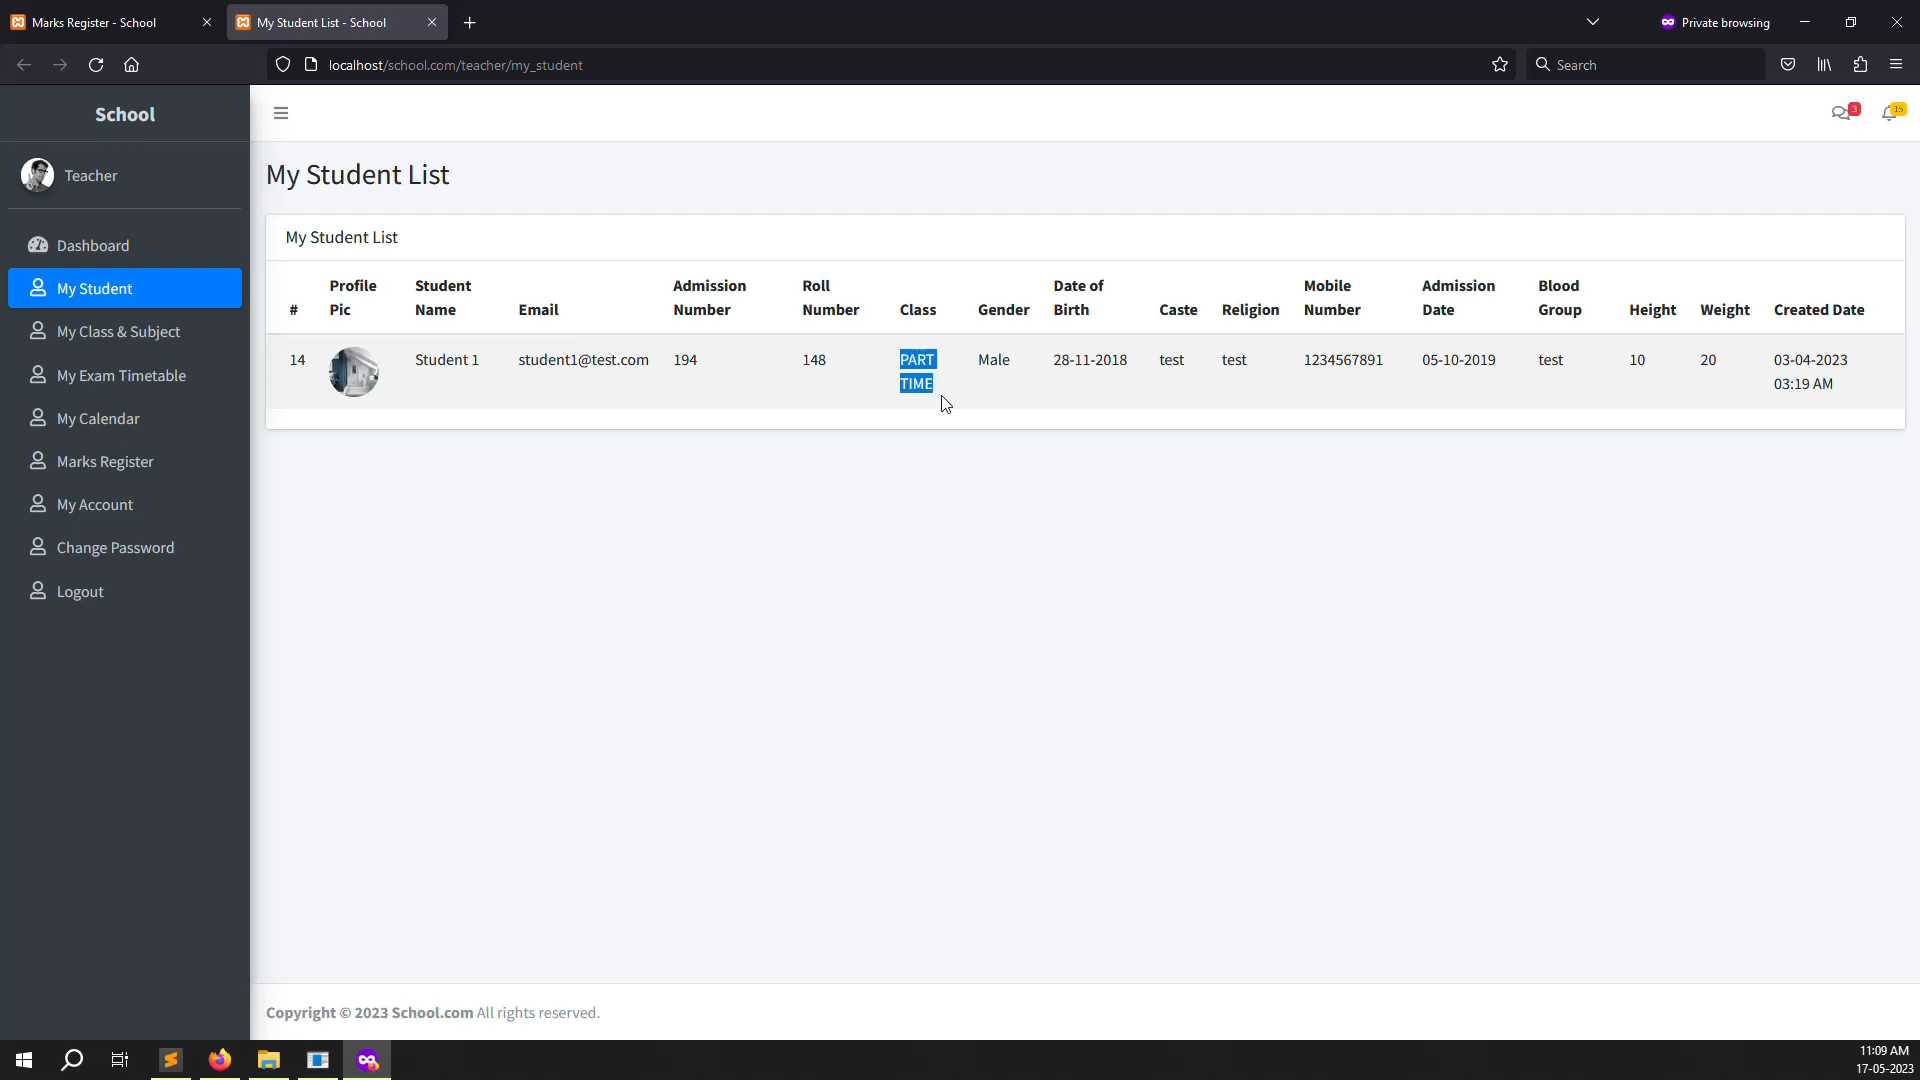 Marks Register - School
My Student List - School
Private browsing
localhost/school.com/teacher/my_student
Search
School
3
15
Teacher
Dashboard
My Student
My Class & Subject
My Exam Timetable
My Calendar
Marks Register
My Account
Change Password
Logout
My Student List
My Student List
# Profile Pic Student Name Email Admission Number Roll Number Class Gender Date of Birth Caste Religion Mobile Number Admission Date Blood Group Height Weight Created Date
14 Student 1 student1@test.com 194 148 PART TIME Male 28-11-2018 test test 1234567891 05-10-2019 test 10 20 03-04-2023 03:19 AM
Copyright © 2023 School.com All rights reserved.
11:09 AM
17-05-2023